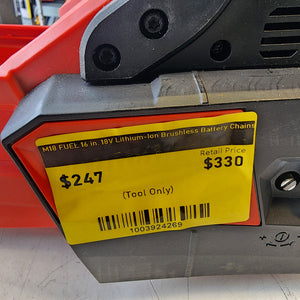 M18 FUEL 16 in. 18V Lithium-Ion Brushless Battery Chains
Retail Price
$247 $330
(Tool Only)
1003924269